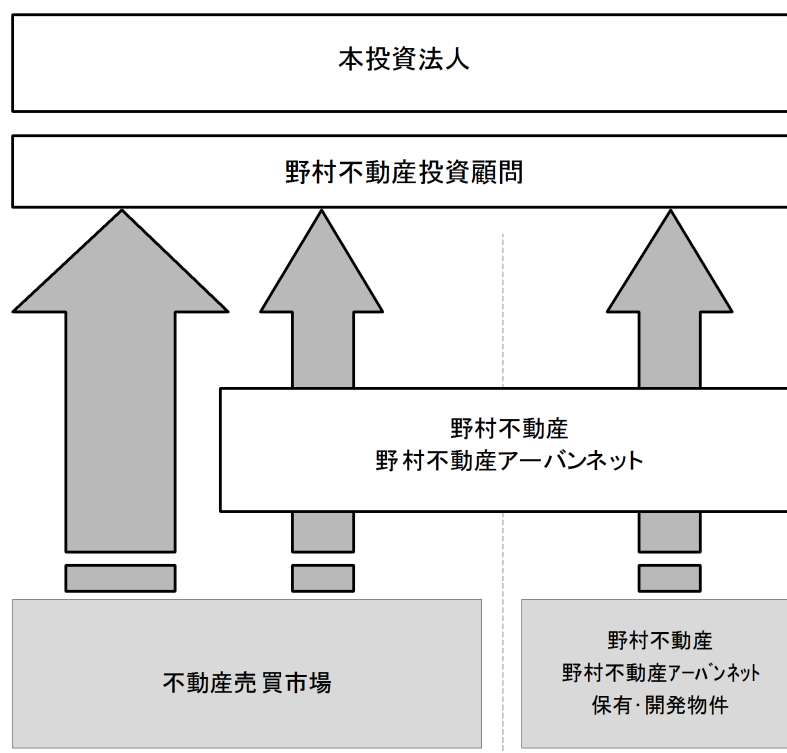 本投資法人
野村不動産投資顧問
野村不動産
野村不動産アーバンネット
不動産売買市場
野村不動産
野村不動産ｱｰﾊﾞﾝﾈｯﾄ
保有･開発物件